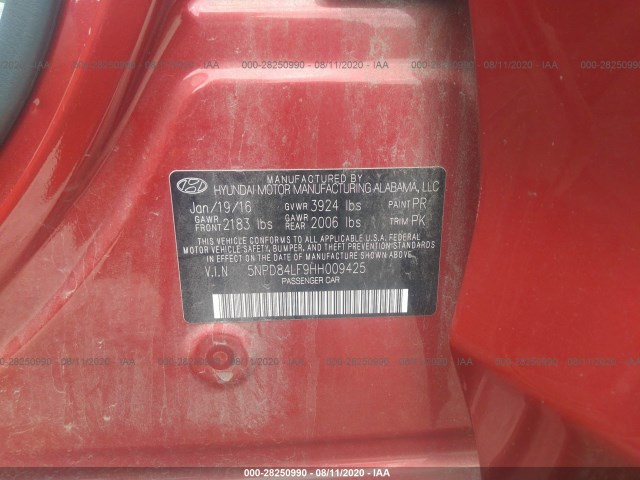 000-28250990 - 08/11/2020 - IAA
MANUFACTURED BY
HYUNDAI MOTOR MANUFACTURING ALABAMA, LLC
Jan/19/16 GVWR 3924 lbs PAINT PR
GAWR FRONT 2183 lbs GAWR REAR 2006 lbs TRIM PK
THIS VEHICLE CONFORMS TO ALL APPLICABLE U.S.A. FEDERAL
MOTOR VEHICLE SAFETY, BUMPER, AND THEFT PREVENTION STANDARDS
IN EFFECT ON THE DATE OF MANUFACTURE SHOWN ABOVE.
V.I.N 5NPD84LF9HH009425
PASSENGER CAR
000-28250990 - 08/11/2020 - IAA
000-28250990 - 08/11/2020 - IAA